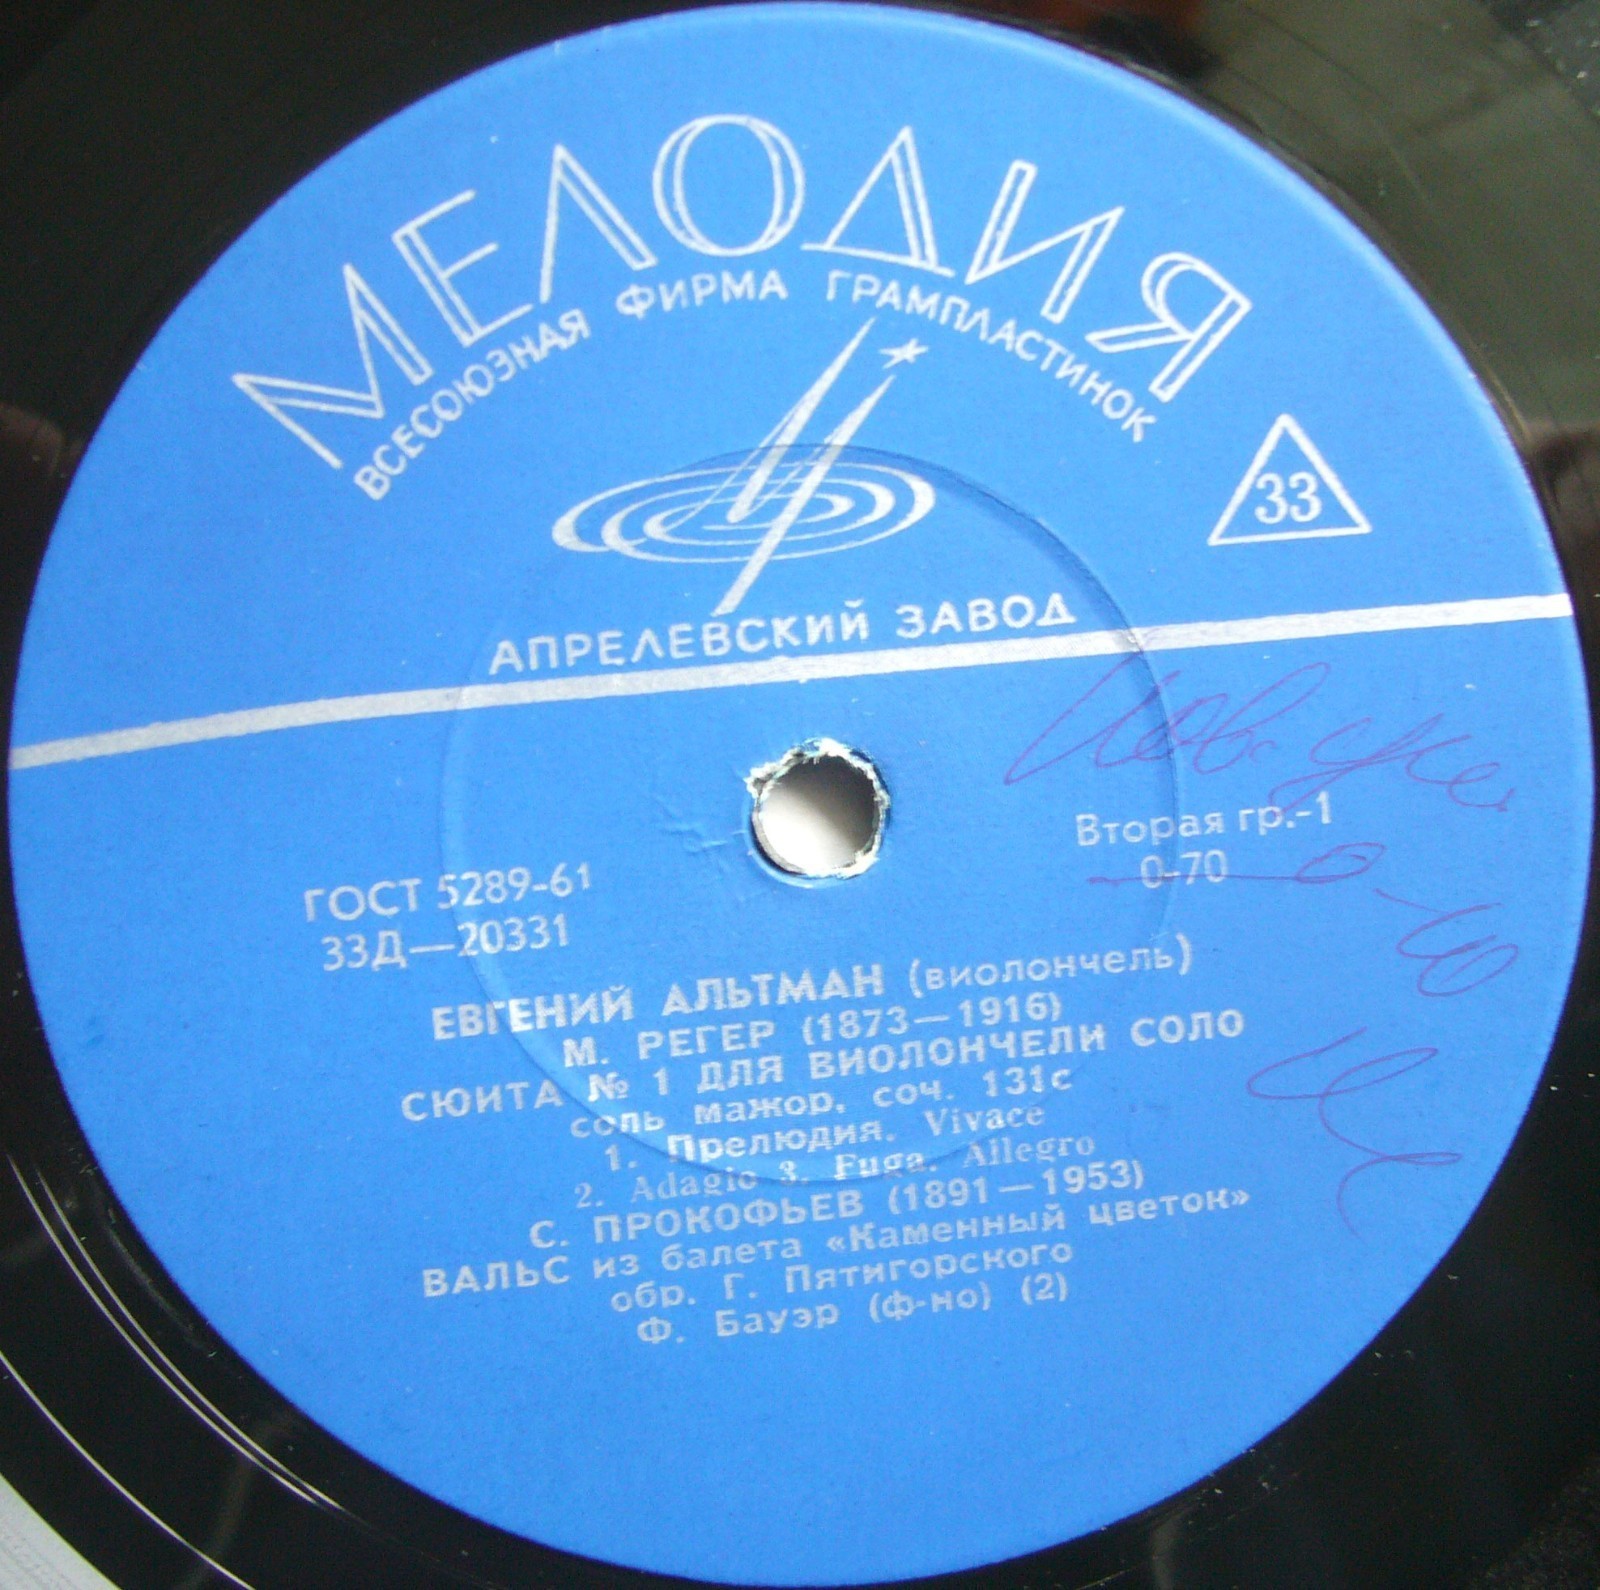 МЕЛОДИЯ
ВСЕСОЮЗНАЯ ФИРМА ГРАМПЛАСТИНОК
33
АПРЕЛЕВСКИЙ ЗАВОД
Вторая гр.-1
0-70
ГОСТ 5289-61
33Д—20331
ЕВГЕНИЙ АЛЬТМАН (виолончель)
М. РЕГЕР (1873—1916)
СЮИТА № 1 ДЛЯ ВИОЛОНЧЕЛИ СОЛО
соль мажор, соч. 131с
1. Прелюдия. Vivace
2. Adagio 3. Fuga. Allegro
С. ПРОКОФЬЕВ (1891—1953)
ВАЛЬС из балета «Каменный цветок»
обр. Г. Пятигорского
Ф. Бауэр (ф-но) (2)